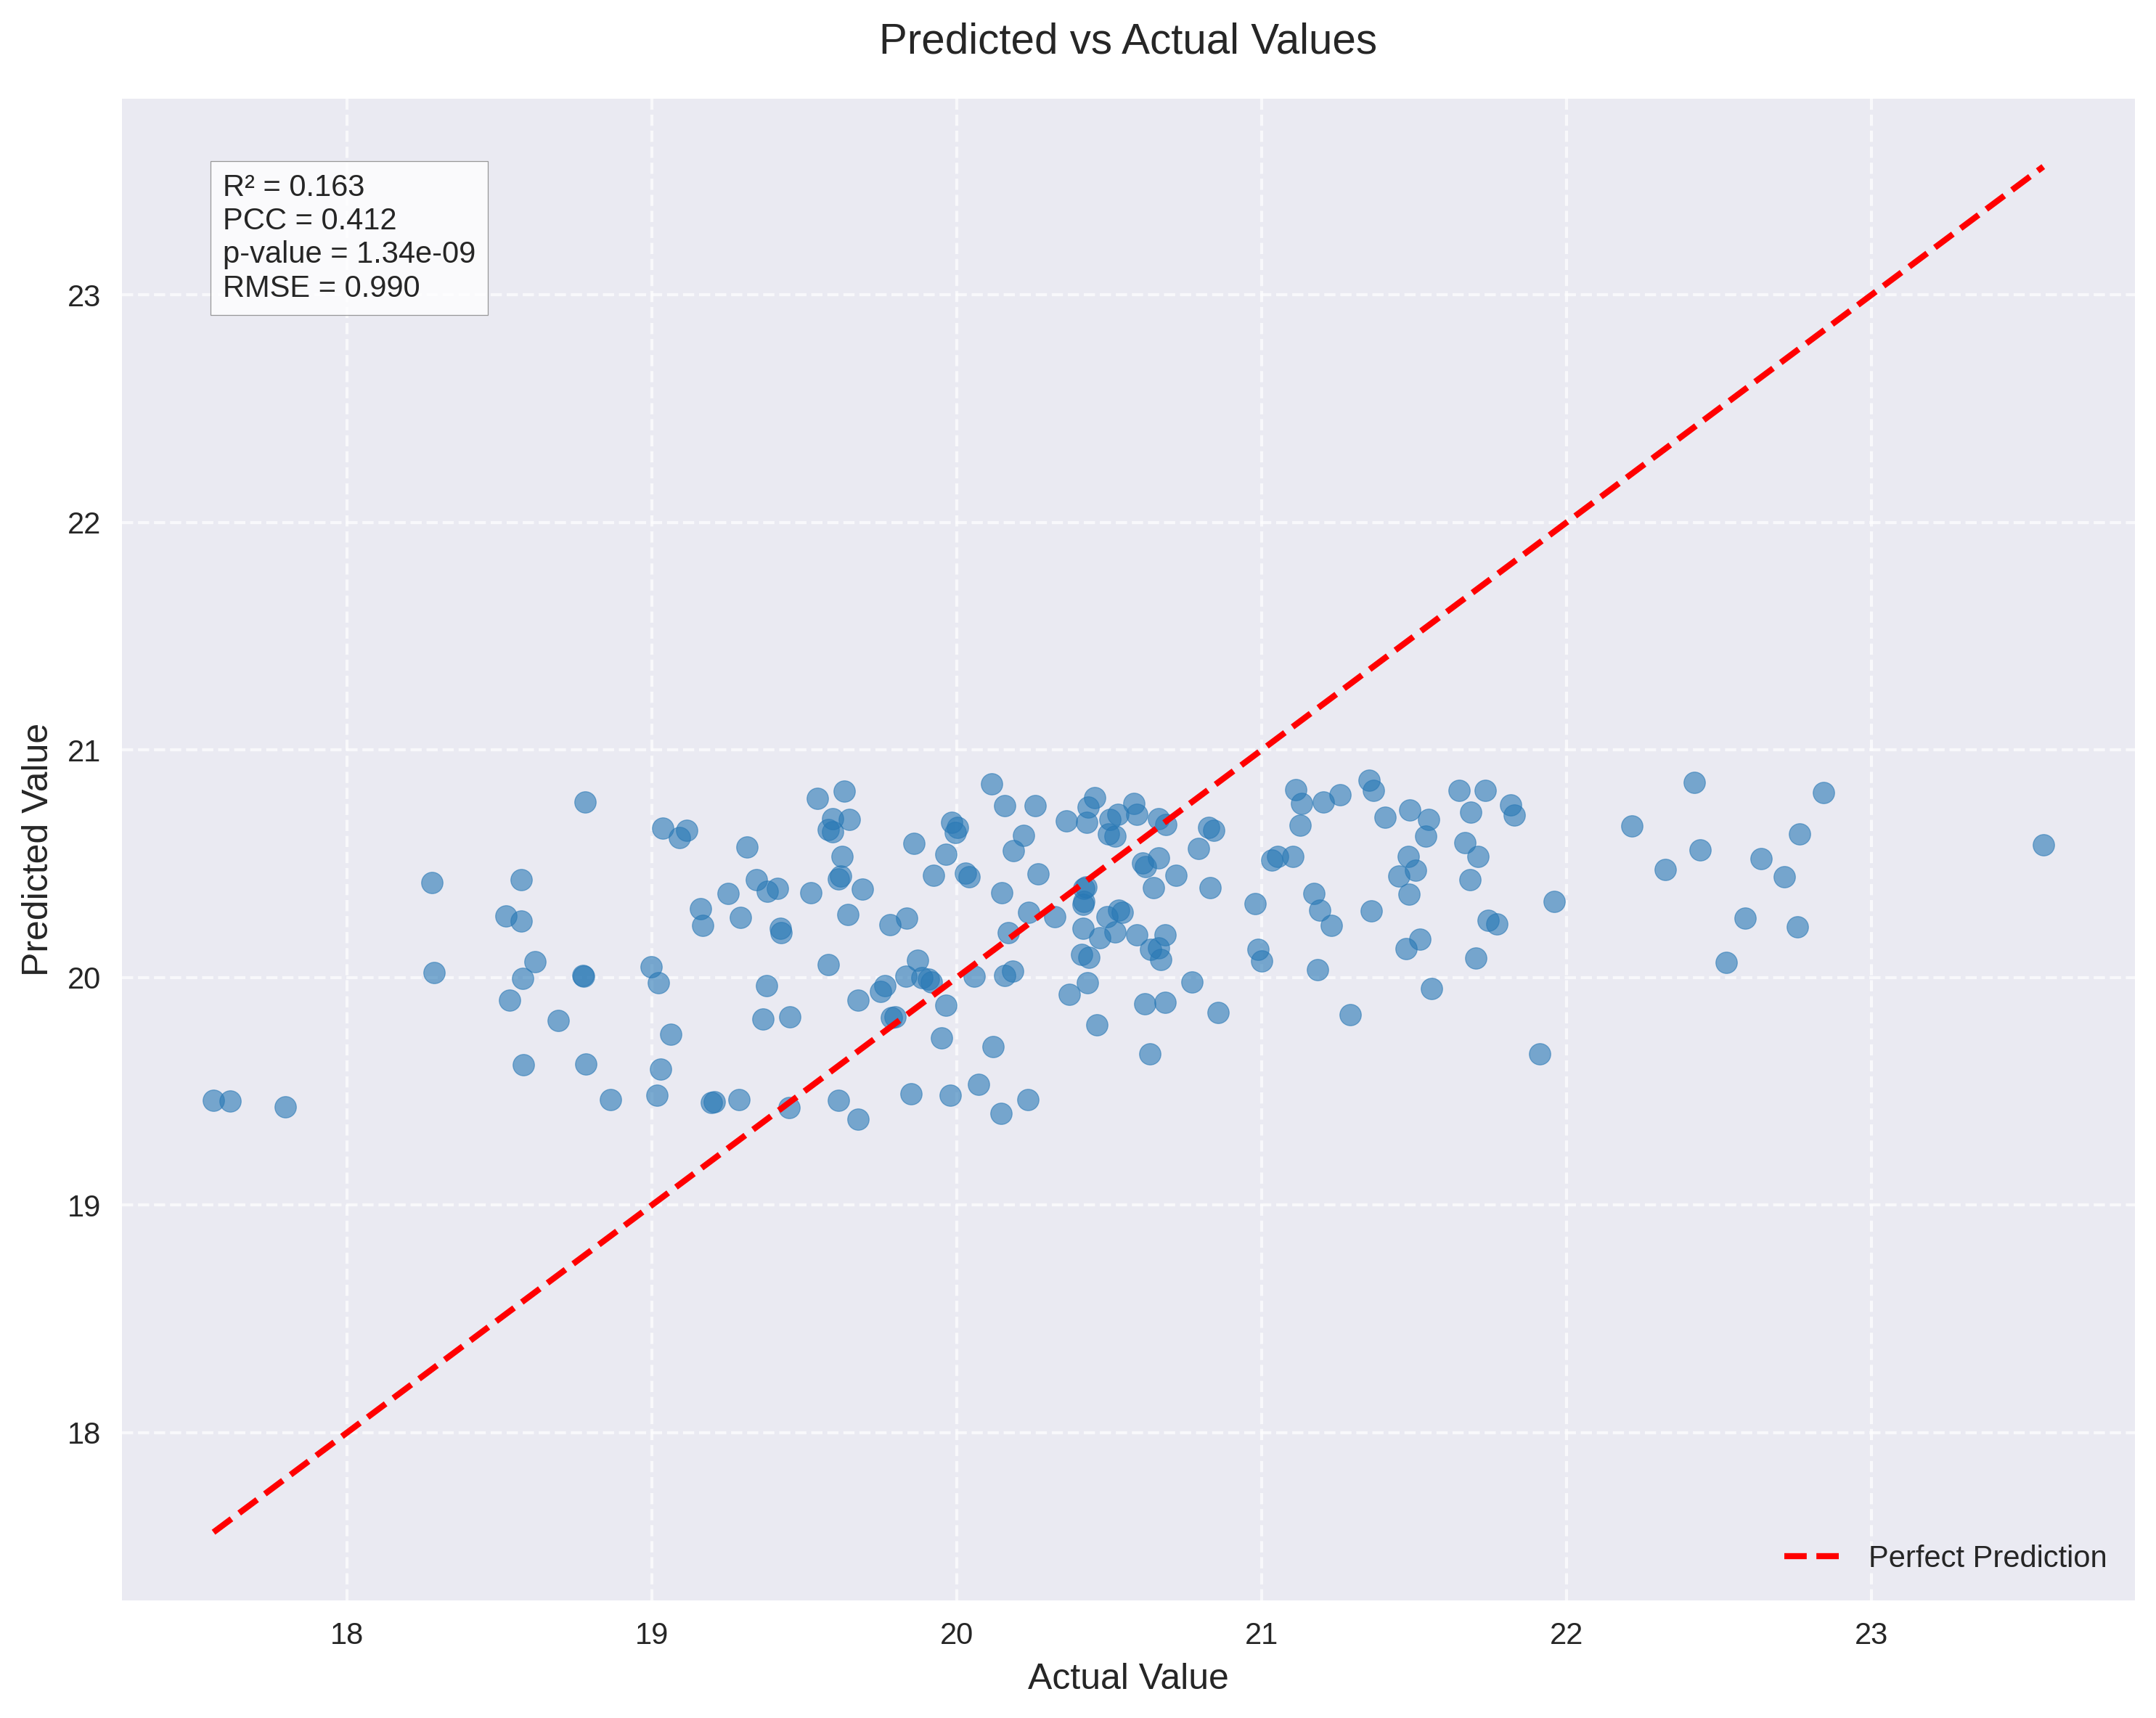 Predicted vs Actual Values
R² = 0.163
PCC = 0.412
p-value = 1.34e-09
RMSE = 0.990
23
22
21
20
19
18
Predicted Value
Perfect Prediction
18 19 20 21 22 23
Actual Value